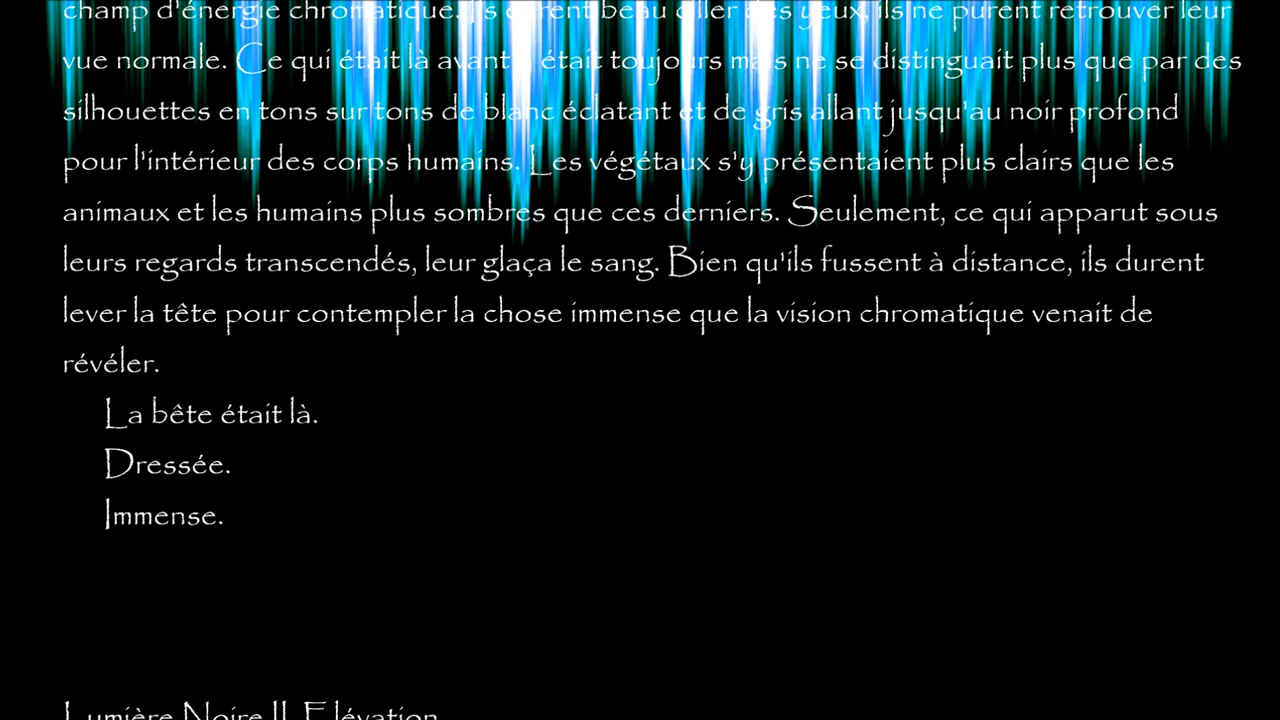 champ d'énergie chromatique. Ils eurent beau ciller des yeux, ils ne purent retrouver leur
vue normale. Ce qui était là avant y était toujours mais ne se distinguait plus que par des
silhouettes en tons sur tons de blanc éclatant et de gris allant jusqu'au noir profond
pour l'intérieur des corps humains. Les végétaux s'y présentaient plus clairs que les
animaux et les humains plus sombres que ces derniers. Seulement, ce qui apparut sous
leurs regards transcendés, leur glaça le sang. Bien qu'ils fussent à distance, ils durent
lever la tête pour contempler la chose immense que la vision chromatique venait de
révéler.
La bête était là.
Dressée.
Immense.
Lumière Noire II. Elévation